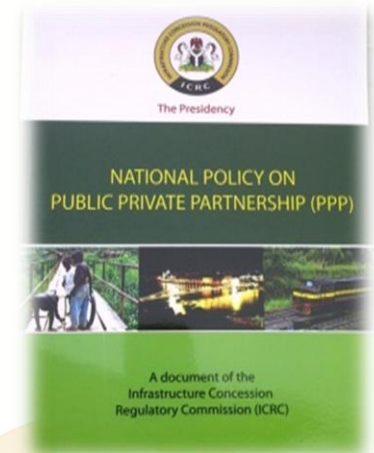 INFRASTRUCTURE CONCESSION REGULATORY COMMISSION
ICRC
The Presidency
NATIONAL POLICY ON
PUBLIC PRIVATE PARTNERSHIP (PPP)
A document of the
Infrastructure Concession
Regulatory Commission (ICRC)